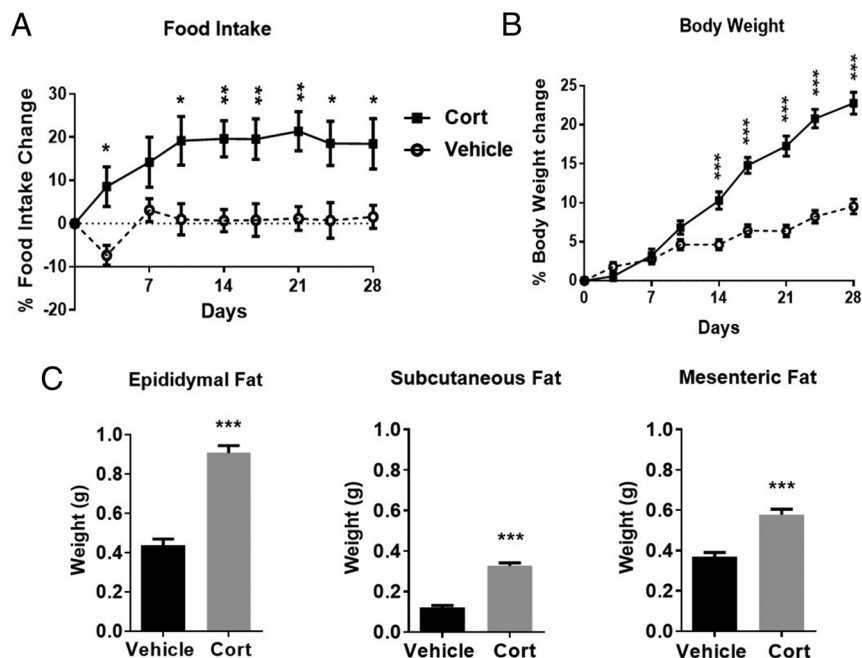 A
Food Intake
% Food Intake Change
30
20
10
0
-10
-20
*
*
**
**
**
*
*
7
14
21
28
Days
Cort
Vehicle
B
Body Weight
% Body Weight change
25
20
15
10
5
0
***
***
***
***
***
0
7
14
21
28
Days
C
Epididymal Fat
Weight (g)
1.0
0.8
0.6
0.4
0.2
0.0
***
Vehicle Cort
Subcutaneous Fat
Weight (g)
1.0
0.8
0.6
0.4
0.2
0.0
***
Vehicle Cort
Mesenteric Fat
Weight (g)
1.0
0.8
0.6
0.4
0.2
0.0
***
Vehicle Cort